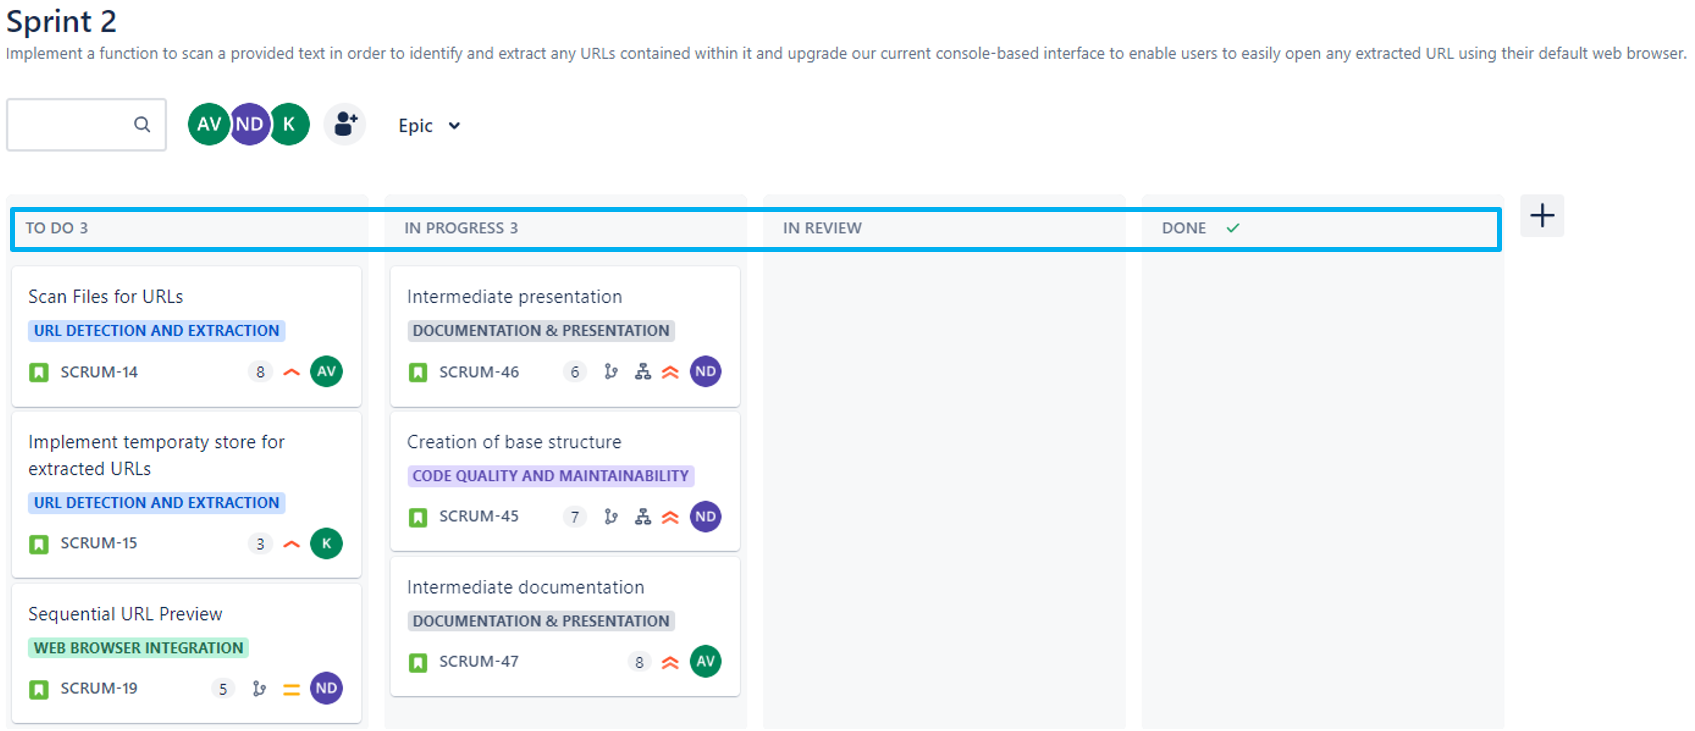 Sprint 2
Implement a function to scan a provided text in order to identify and extract any URLs contained within it and upgrade our current console-based interface to enable users to easily open any extracted URL using their default web browser.
AV ND K Epic
TO DO 3
Scan Files for URLs
URL DETECTION AND EXTRACTION
SCRUM-14 8 AV
Implement temporaty store for
extracted URLs
URL DETECTION AND EXTRACTION
SCRUM-15 3 K
Sequential URL Preview
WEB BROWSER INTEGRATION
SCRUM-19 5 ND
IN PROGRESS 3
Intermediate presentation
DOCUMENTATION & PRESENTATION
SCRUM-46 6 ND
Creation of base structure
CODE QUALITY AND MAINTAINABILITY
SCRUM-45 7 ND
Intermediate documentation
DOCUMENTATION & PRESENTATION
SCRUM-47 8 AV
IN REVIEW
DONE